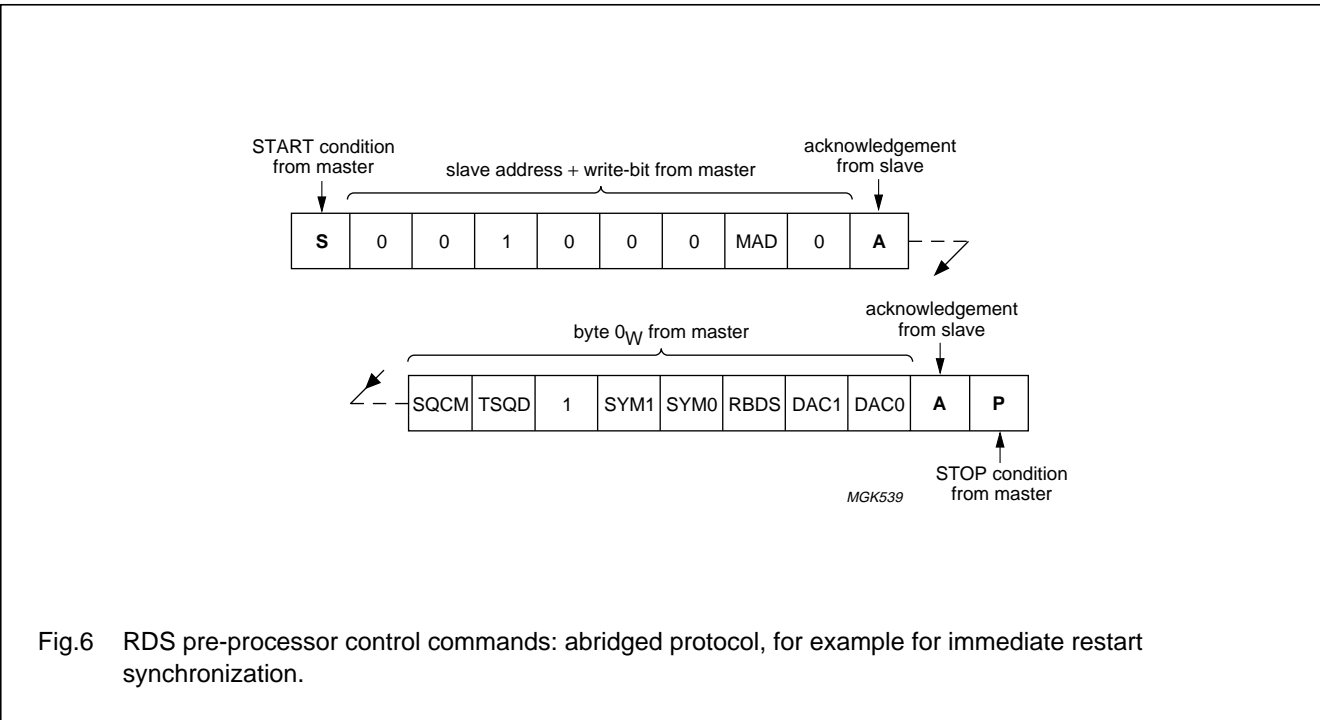 START condition
from master
slave address + write-bit from master
acknowledgement
from slave
S 0 0 1 0 0 0 MAD 0 A
acknowledgement
from slave
byte 0W from master
SQCM TSQD 1 SYM1 SYM0 RBDS DAC1 DAC0 A P
STOP condition
from master
MGK539
Fig.6 RDS pre-processor control commands: abridged protocol, for example for immediate restart
synchronization.